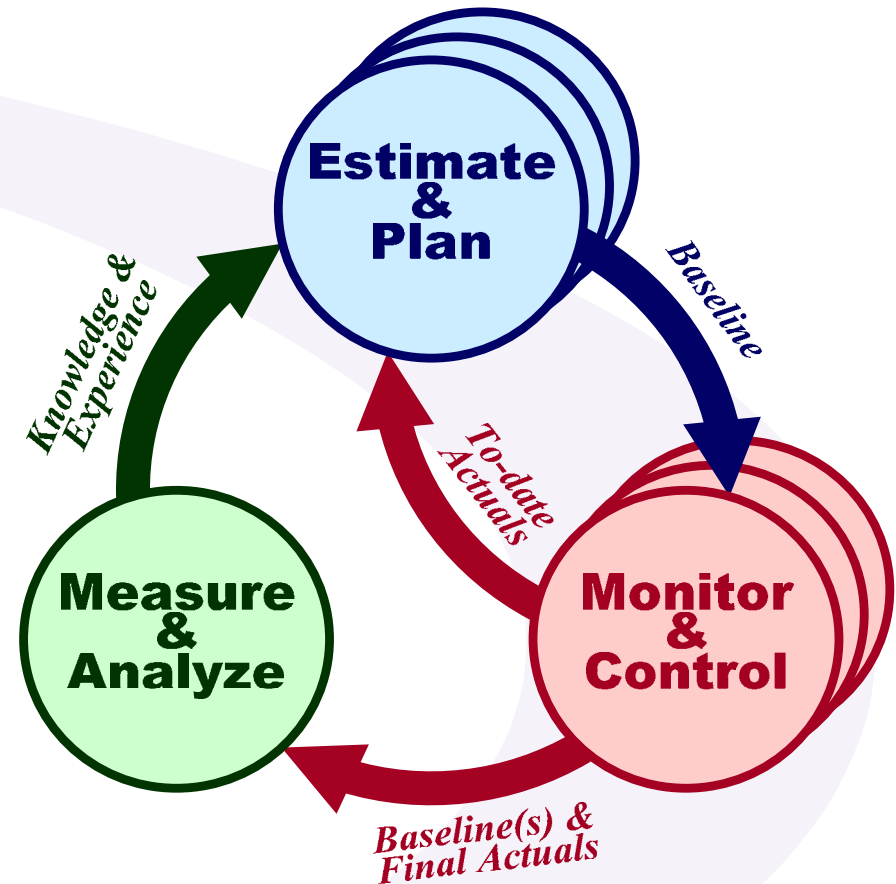 Estimate
&
Plan
Baseline
Knowledge &
Experience
To-date
Actuals
Measure
&
Analyze
Monitor
&
Control
Baseline(s) &
Final Actuals